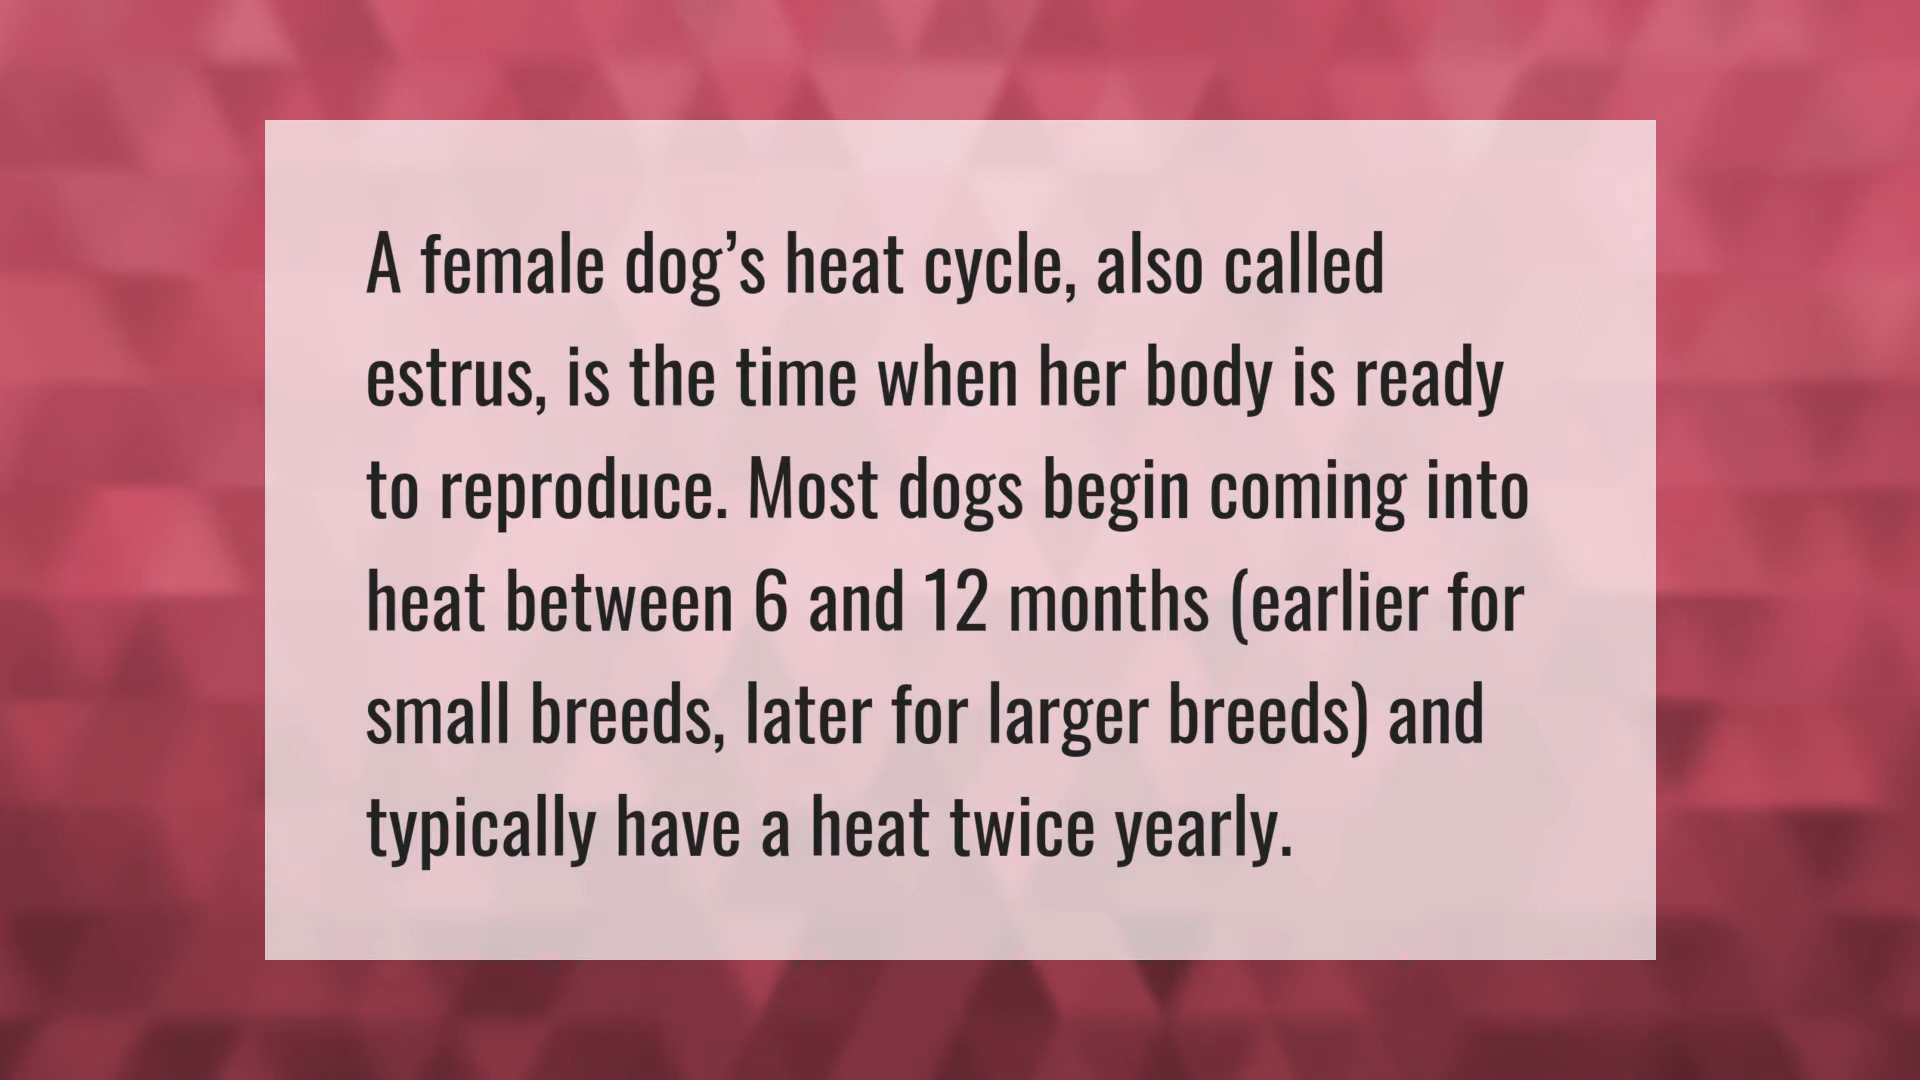 A female dog’s heat cycle, also called
estrus, is the time when her body is ready
to reproduce. Most dogs begin coming into
heat between 6 and 12 months (earlier for
small breeds, later for larger breeds) and
typically have a heat twice yearly.